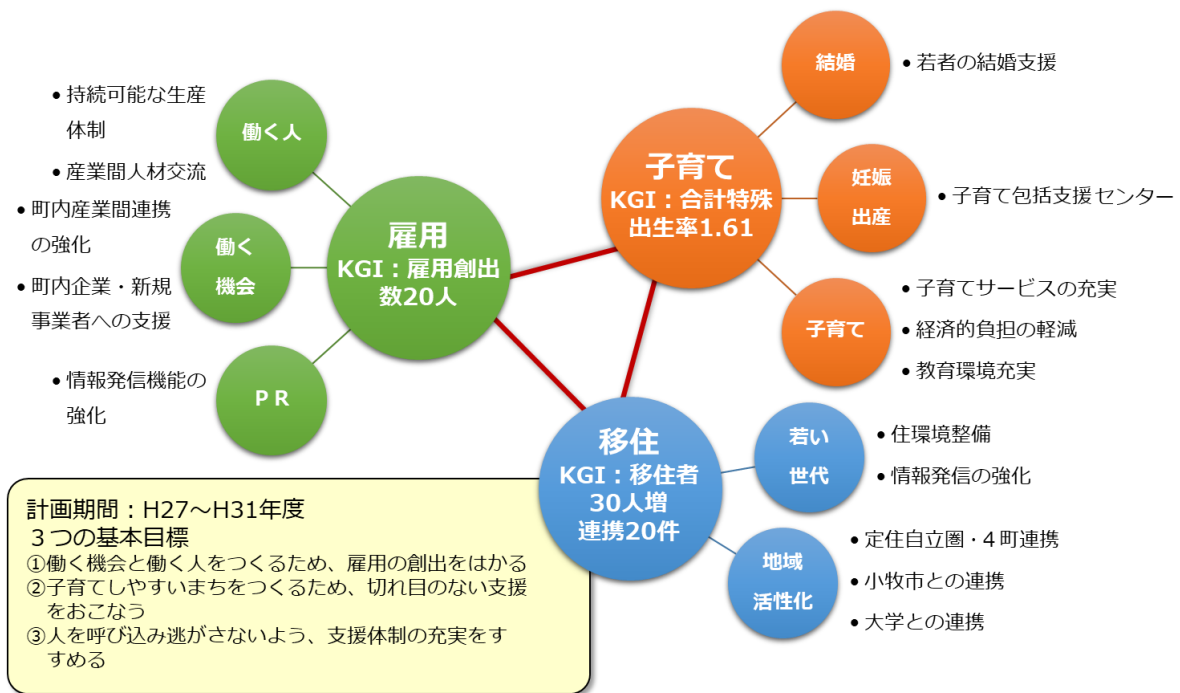 • 持続可能な生産
体制
• 産業間人材交流
働く人
• 町内産業間連携
の強化
• 町内企業・新規
事業者への支援
働く
機会
• 情報発信機能の
強化
ＰＲ
雇用
KGI：雇用創出
数20人
結婚
• 若者の結婚支援
子育て
KGI：合計特殊
出生率1.61
妊娠
出産
• 子育て包括支援センター
子育て
• 子育てサービスの充実
• 経済的負担の軽減
• 教育環境充実
移住
KGI：移住者
30人増
連携20件
若い
世代
• 住環境整備
• 情報発信の強化
地域
活性化
• 定住自立圏・４町連携
• 小牧市との連携
• 大学との連携
計画期間：H27～H31年度
３つの基本目標
①働く機会と働く人をつくるため、雇用の創出をはかる
②子育てしやすいまちをつくるため、切れ目のない支援
をおこなう
③人を呼び込み逃がさないよう、支援体制の充実をす
すめる